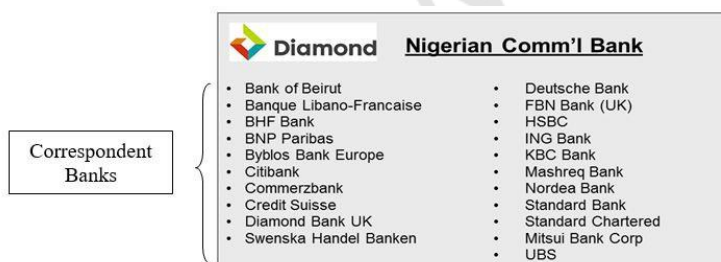 Diamond
Nigerian Comm'l Bank
Correspondent
Banks
• Bank of Beirut
• Banque Libano-Francaise
• BHF Bank
• BNP Paribas
• Byblos Bank Europe
• Citibank
• Commerzbank
• Credit Suisse
• Diamond Bank UK
• Swenska Handel Banken
• Deutsche Bank
• FBN Bank (UK)
• HSBC
• ING Bank
• KBC Bank
• Mashreq Bank
• Nordea Bank
• Standard Bank
• Standard Chartered
• Mitsui Bank Corp
• UBS